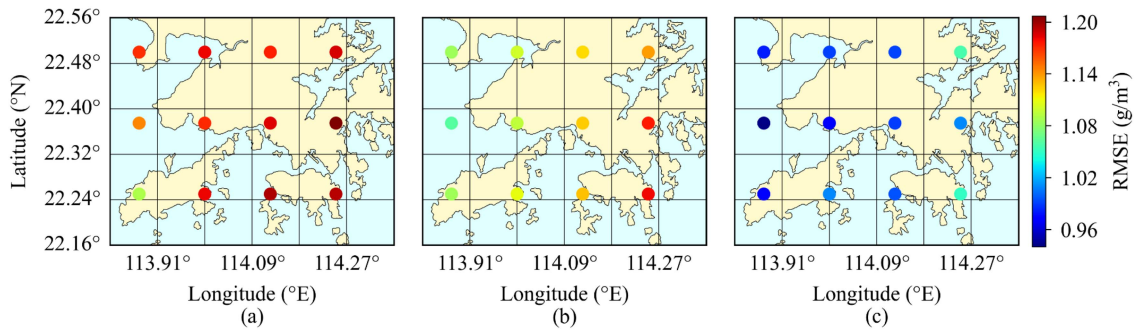 22.56°
22.48°
22.40°
22.32°
22.24°
22.16°
Latitude (°N)
113.91° 114.09° 114.27°
Longitude (°E)
(a)
113.91° 114.09° 114.27°
Longitude (°E)
(b)
113.91° 114.09° 114.27°
Longitude (°E)
(c)
1.20
1.14
1.08
1.02
0.96
RMSE (g/m³)